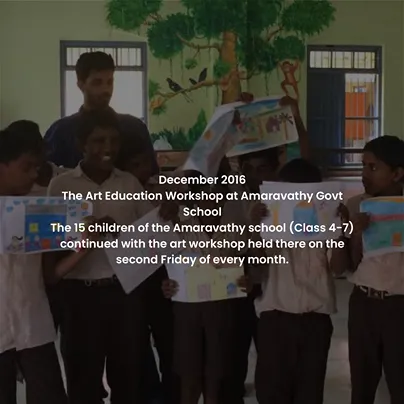 December 2016
The Art Education Workshop at Amaravathy Govt
School
The 15 children of the Amaravathy school (Class 4-7)
continued with the art workshop held there on the
second Friday of every month.